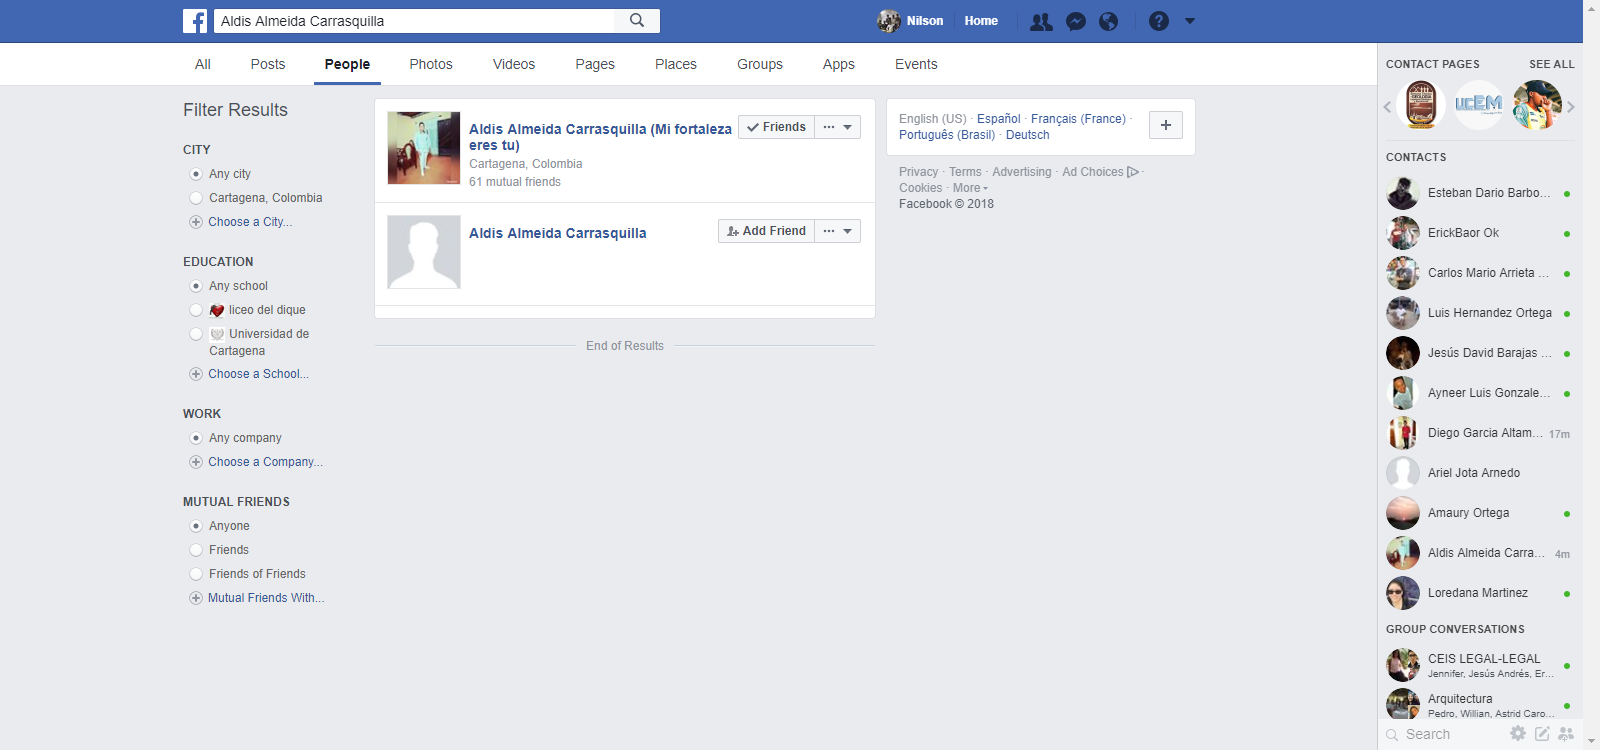 Aldis Almeida Carrasquilla
Nilson
Home
All
Posts
People
Photos
Videos
Pages
Places
Groups
Apps
Events
Filter Results
CITY
Any city
Cartagena, Colombia
Choose a City...
EDUCATION
Any school
liceo del dique
Universidad de
Cartagena
Choose a School...
WORK
Any company
Choose a Company...
MUTUAL FRIENDS
Anyone
Friends
Friends of Friends
Mutual Friends With...
Aldis Almeida Carrasquilla (Mi fortaleza
eres tu)
Cartagena, Colombia
61 mutual friends
Friends
Aldis Almeida Carrasquilla
Add Friend
End of Results
English (US) · Español · Français (France) ·
Português (Brasil) · Deutsch
Privacy · Terms · Advertising · Ad Choices ·
Cookies · More
Facebook © 2018
CONTACT PAGES
SEE ALL
UCEM
CONTACTS
Esteban Dario Barbo...
ErickBaor Ok
Carlos Mario Arrieta ...
Luis Hernandez Ortega
Jesús David Barajas ...
Ayneer Luis Gonzale...
Diego Garcia Altam... 17m
Ariel Jota Arnedo
Amaury Ortega
Aldis Almeida Carra... 4m
Loredana Martinez
GROUP CONVERSATIONS
CEIS LEGAL-LEGAL
Jennifer, Jesús Andrés, Er...
Arquitectura
Pedro, Willian, Astrid Caro...
Search